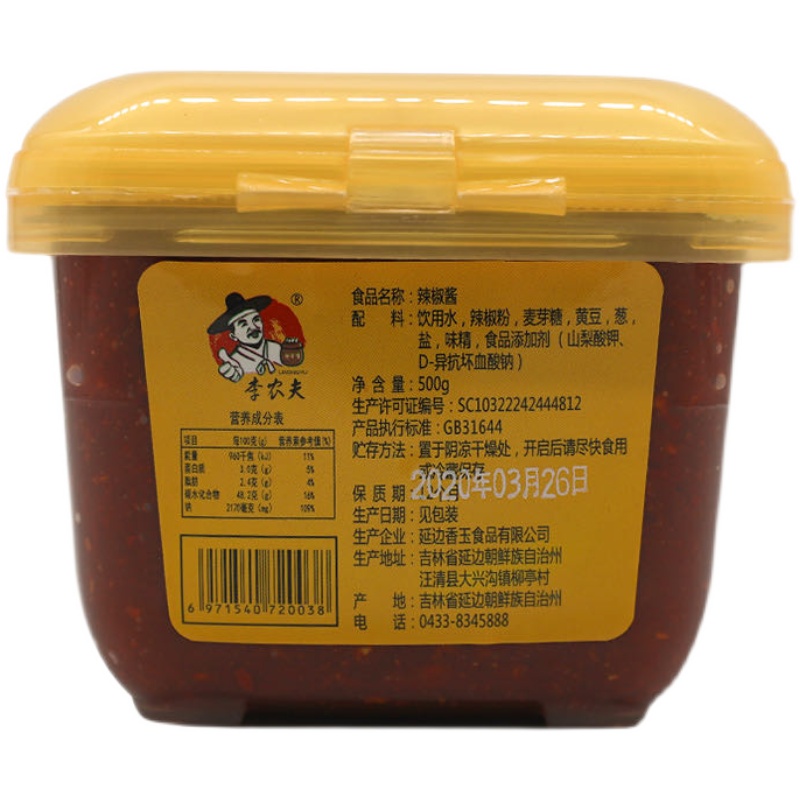 ®
李农夫
营养成分表
项目 每100克(g) 营养素参考值(%)
能量 960千焦(kJ) 11%
蛋白质 3.0克(g) 5%
脂肪 2.4克(g) 4%
碳水化合物 48.2克(g) 16%
钠 2170毫克(mg) 109%
6 971540 720038
食品名称：辣椒酱
配 料：饮用水，辣椒粉，麦芽糖，黄豆，葱，
盐，味精，食品添加剂（山梨酸钾、
D-异抗坏血酸钠）
净 含 量：500g
生产许可证编号：SC10322242444812
产品执行标准：GB31644
贮存方法：置于阴凉干燥处，开启后请尽快食用
或冷藏保存
保 质 期
2020年03月26日
生产日期：见包装
生产企业：延边香玉食品有限公司
生产地址：吉林省延边朝鲜族自治州
汪清县大兴沟镇柳亭村
产 地：吉林省延边朝鲜族自治州
电 话：0433-8345888